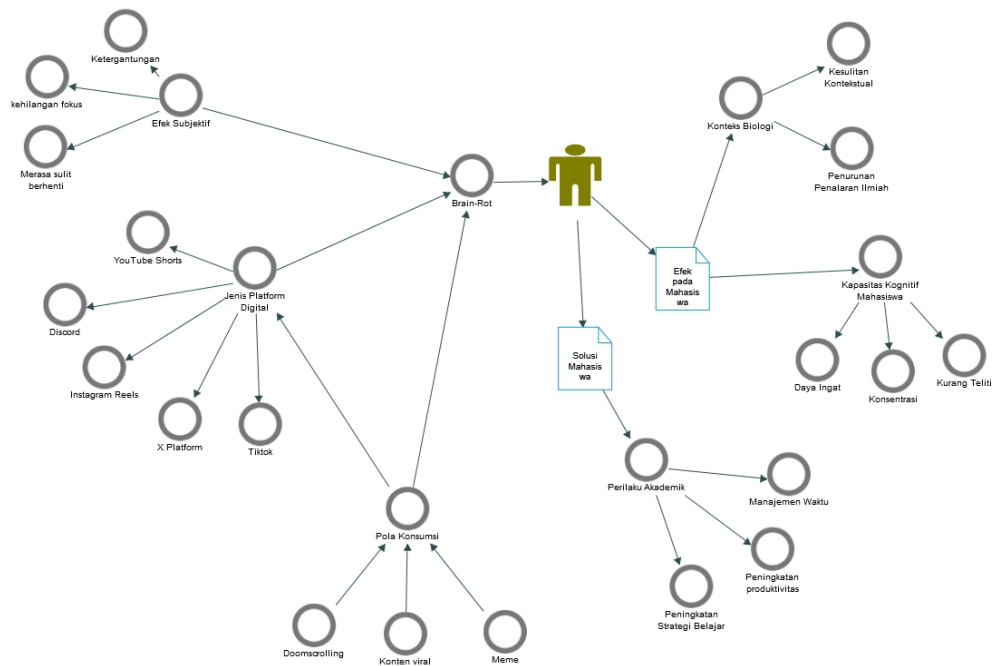 Ketergantungan
kehilangan fokus
Efek Subjektif
Merasa sulit
berhenti
Brain-Rot
Kesulitan
Kontekstual
Konteks Biologi
Penurunan
Penalaran Ilmiah
YouTube Shorts
Jenis Platform
Digital
Discord
Instagram Reels
X Platform
Tiktok
Efek
pada
Mahasis
wa
Kapasitas Kognitif
Mahasiswa
Daya Ingat
Konsentrasi
Kurang Teliti
Solusi
Mahasis
wa
Perilaku Akademik
Manajemen Waktu
Peningkatan
produktivitas
Peningkatan
Strategi Belajar
Pola Konsumsi
Doomscrolling
Konten viral
Meme